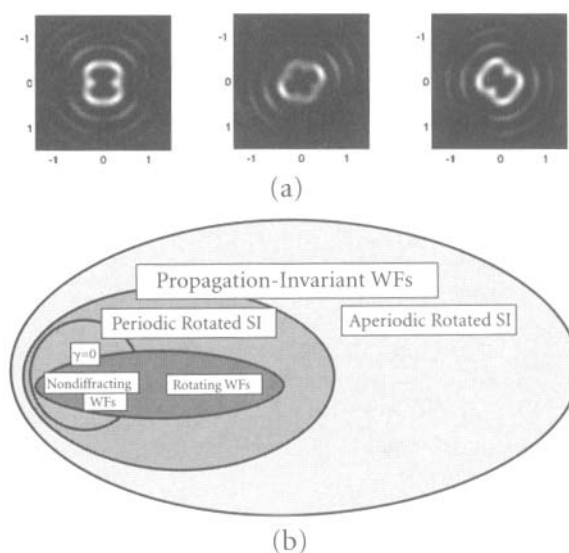 -1
0
1
-1 0 1
-1
0
1
-1 0 1
-1
0
1
-1 0 1
(a)
Propagation-Invariant WFs
Periodic Rotated SI
Aperiodic Rotated SI
γ=0
Nondiffracting
WFs
Rotating WFs
(b)